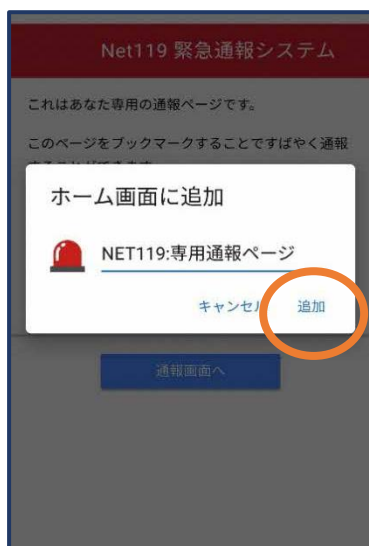 Net119 緊急通報システム
これはあなた専用の通報ページです。
このページをブックマークすることですばやく通報
ホーム画面に追加
NET119:専用通報ページ
キャンセル
追加
通報画面へ